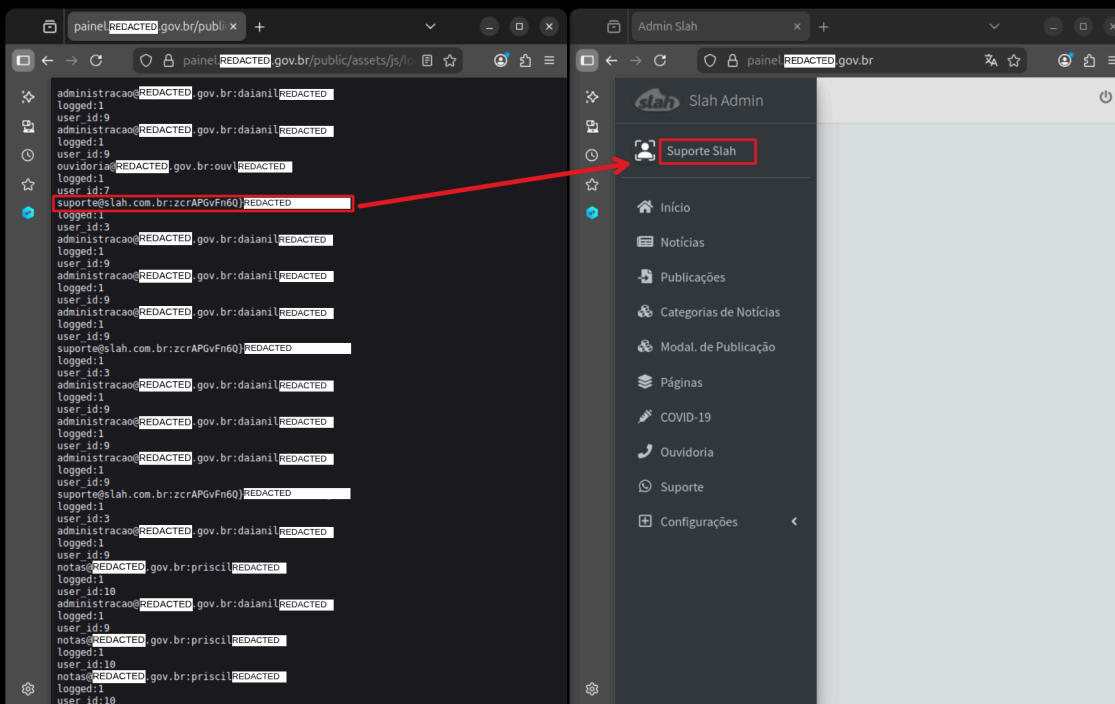 painel.REDACTED.gov.br/publi
painel.REDACTED.gov.br/public/assets/js/lo
administracao@REDACTED.gov.br:daianilREDACTED
logged:1
user_id:9
administracao@REDACTED.gov.br:daianilREDACTED
logged:1
user_id:9
ouvidoria@REDACTED.gov.br:ouvlREDACTED
logged:1
user_id:7
suporte@slah.com.br:zcrAPGvFn6Q}REDACTED
logged:1
user_id:3
administracao@REDACTED.gov.br:daianilREDACTED
logged:1
user_id:9
administracao@REDACTED.gov.br:daianilREDACTED
logged:1
user_id:9
administracao@REDACTED.gov.br:daianilREDACTED
logged:1
user_id:9
suporte@slah.com.br:zcrAPGvFn6Q}REDACTED
logged:1
user_id:3
administracao@REDACTED.gov.br:daianilREDACTED
logged:1
user_id:9
administracao@REDACTED.gov.br:daianilREDACTED
logged:1
user_id:9
administracao@REDACTED.gov.br:daianilREDACTED
logged:1
user_id:9
suporte@slah.com.br:zcrAPGvFn6Q}REDACTED
logged:1
user_id:3
administracao@REDACTED.gov.br:daianilREDACTED
logged:1
user_id:9
notas@REDACTED.gov.br:priscilREDACTED
logged:1
user_id:10
administracao@REDACTED.gov.br:daianilREDACTED
logged:1
user_id:9
notas@REDACTED.gov.br:priscilREDACTED
logged:1
user_id:10
notas@REDACTED.gov.br:priscilREDACTED
logged:1
user_id:10
Admin Slah
painel.REDACTED.gov.br
slah Slah Admin
Suporte Slah
Início
Notícias
Publicações
Categorias de Notícias
Modal. de Publicação
Páginas
COVID-19
Ouvidoria
Suporte
Configurações